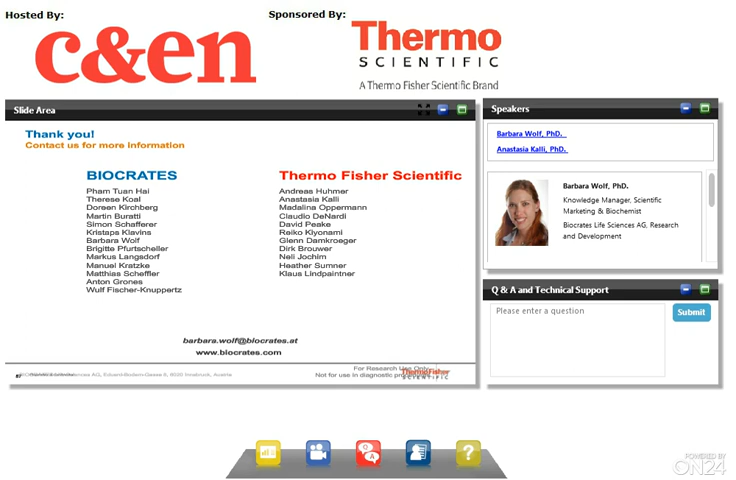 Hosted By:
Sponsored By:
c&en
Thermo
SCIENTIFIC
A Thermo Fisher Scientific Brand
Slide Area
Thank you!
Contact us for more information
BIOCRATES
Pham Tuan Hai
Therese Koal
Doreen Kirchberg
Martin Buratti
Simon Schafferer
Kristaps Klavins
Barbara Wolf
Brigitte Pfurtscheller
Markus Langsdorf
Manuel Kratzke
Matthias Scheffler
Anton Grones
Wulf Fischer-Knuppertz
Thermo Fisher Scientific
Andreas Huhmer
Anastasia Kalli
Madalina Oppermann
Claudio DeNardi
David Peake
Reiko Kiyonami
Glenn Damkroeger
Dirk Brouwer
Neli Jochim
Heather Sumner
Klaus Lindpaintner
barbara.wolf@biocrates.at
www.biocrates.com
For Research Use Only
Not for use in diagnostic
ThermoFisher
SCIENTIFIC
Speakers
Barbara Wolf, PhD.
Anastasia Kalli, PhD.
Barbara Wolf, PhD.
Knowledge Manager, Scientific
Marketing & Biochemist
Biocrates Life Sciences AG, Research
and Development
Q & A and Technical Support
Please enter a question
Submit
Q
A
?
POWERED BY
ON24